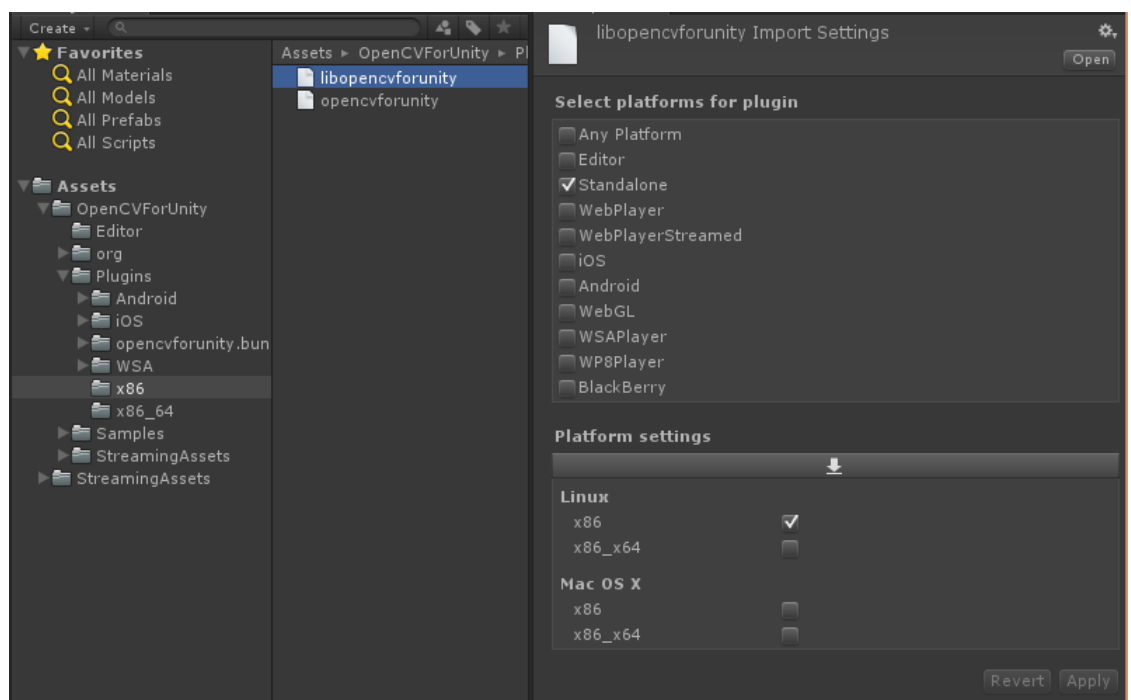 Create
Favorites
All Materials
All Models
All Prefabs
All Scripts
Assets
OpenCVForUnity
Editor
org
Plugins
Android
iOS
opencvforunity.bun
WSA
x86
x86_64
Samples
StreamingAssets
StreamingAssets
Assets ▸ OpenCVForUnity ▸ Pl
libopencvforunity
opencvforunity
libopencvforunity Import Settings
Open
Select platforms for plugin
Any Platform
Editor
Standalone
WebPlayer
WebPlayerStreamed
iOS
Android
WebGL
WSAPlayer
WP8Player
BlackBerry
Platform settings
Linux
x86
x86_x64
Mac OS X
x86
x86_x64
Revert Apply